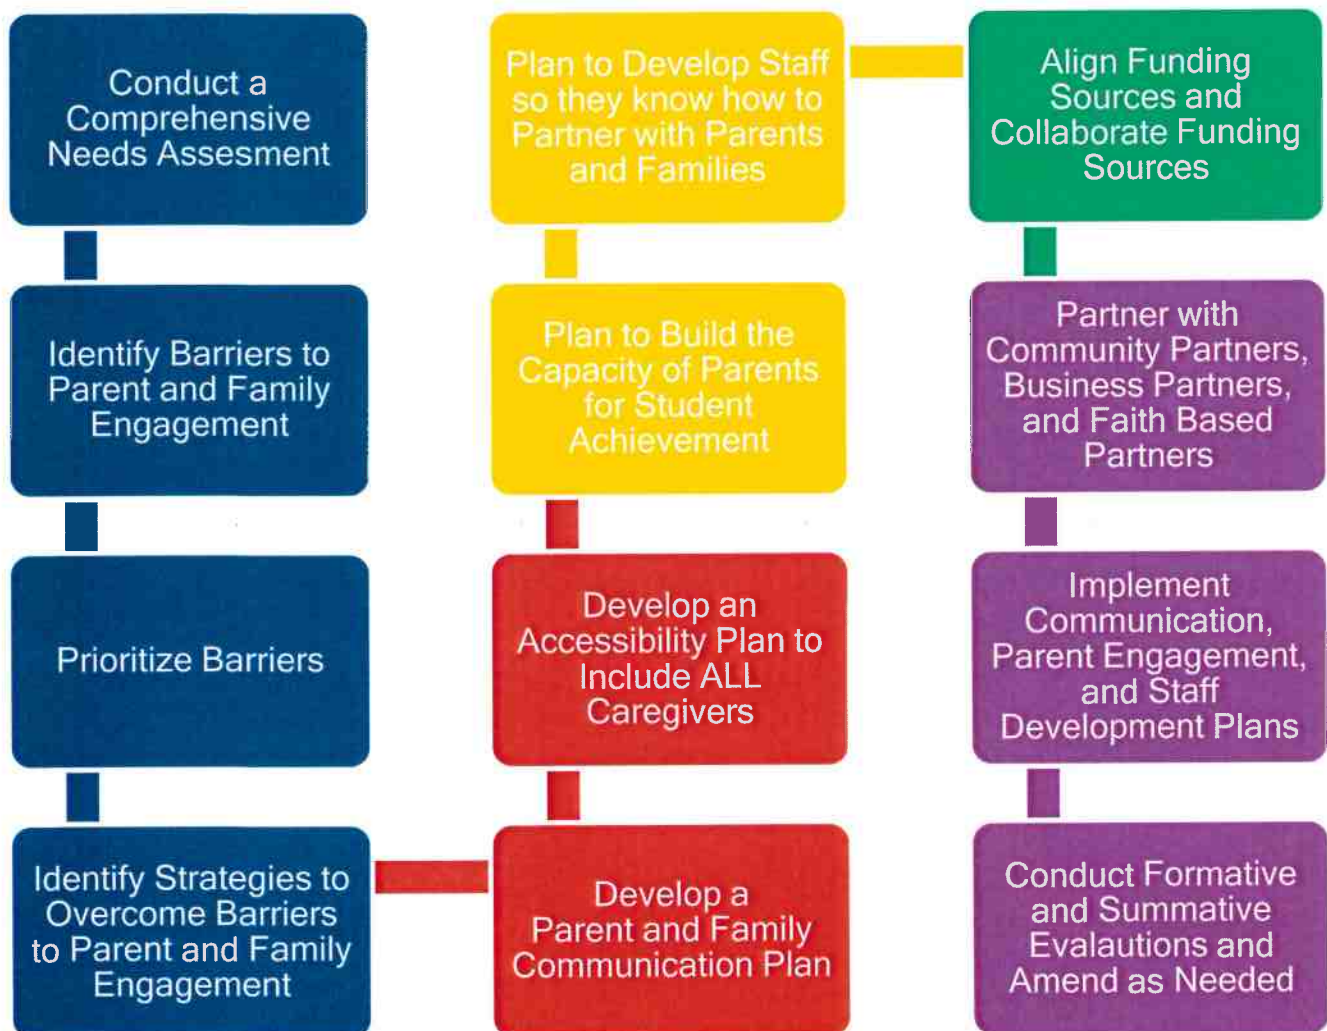 Conduct a
Comprehensive
Needs Assesment
Identify Barriers to
Parent and Family
Engagement
Prioritize Barriers
Identify Strategies to
Overcome Barriers
to Parent and Family
Engagement
Develop a
Parent and Family
Communication Plan
Develop an
Accessibility Plan to
Include ALL
Caregivers
Plan to Build the
Capacity of Parents
for Student
Achievement
Plan to Develop Staff
so they know how to
Partner with Parents
and Families
Align Funding
Sources and
Collaborate Funding
Sources
Partner with
Community Partners,
Business Partners,
and Faith Based
Partners
Implement
Communication,
Parent Engagement,
and Staff
Development Plans
Conduct Formative
and Summative
Evalautions and
Amend as Needed